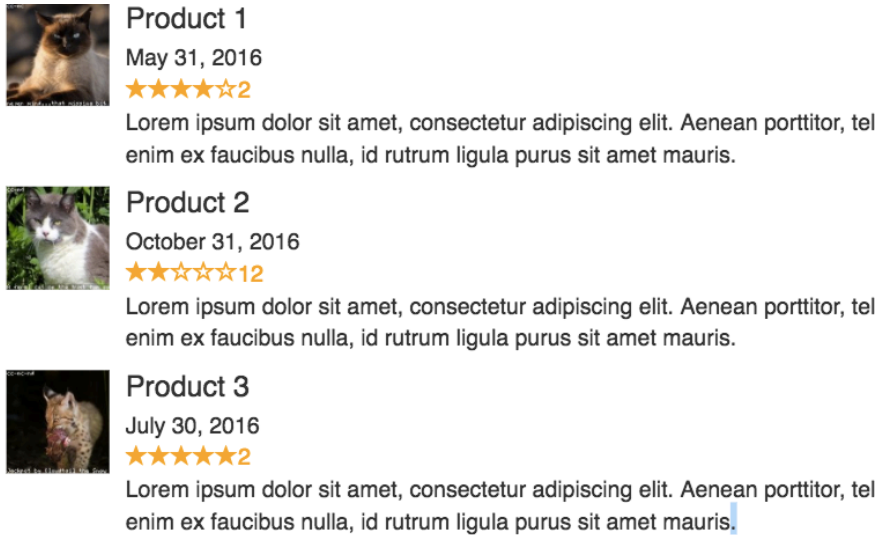 Product 1
May 31, 2016
★★★★☆2
Lorem ipsum dolor sit amet, consectetur adipiscing elit. Aenean porttitor, tel
enim ex faucibus nulla, id rutrum ligula purus sit amet mauris.
Product 2
October 31, 2016
★★☆☆☆12
Lorem ipsum dolor sit amet, consectetur adipiscing elit. Aenean porttitor, tel
enim ex faucibus nulla, id rutrum ligula purus sit amet mauris.
Product 3
July 30, 2016
★★★★★2
Lorem ipsum dolor sit amet, consectetur adipiscing elit. Aenean porttitor, tel
enim ex faucibus nulla, id rutrum ligula purus sit amet mauris.